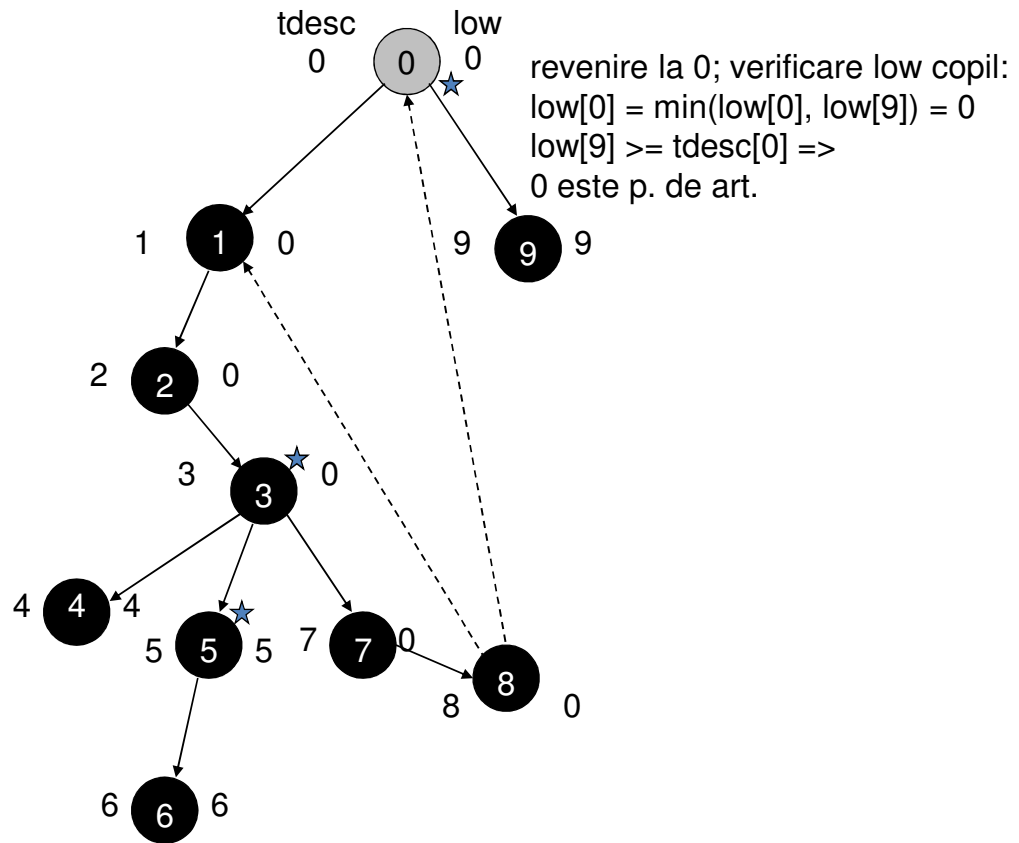 tdesc low
0 0 0
revenire la 0; verificare low copil:
low[0] = min(low[0], low[9]) = 0
low[9] >= tdesc[0] =>
0 este p. de art.
1 1 0
9 9 9
2 2 0
3 3 0
4 4 4
5 5 5
7 7 0
8 8 0
6 6 6